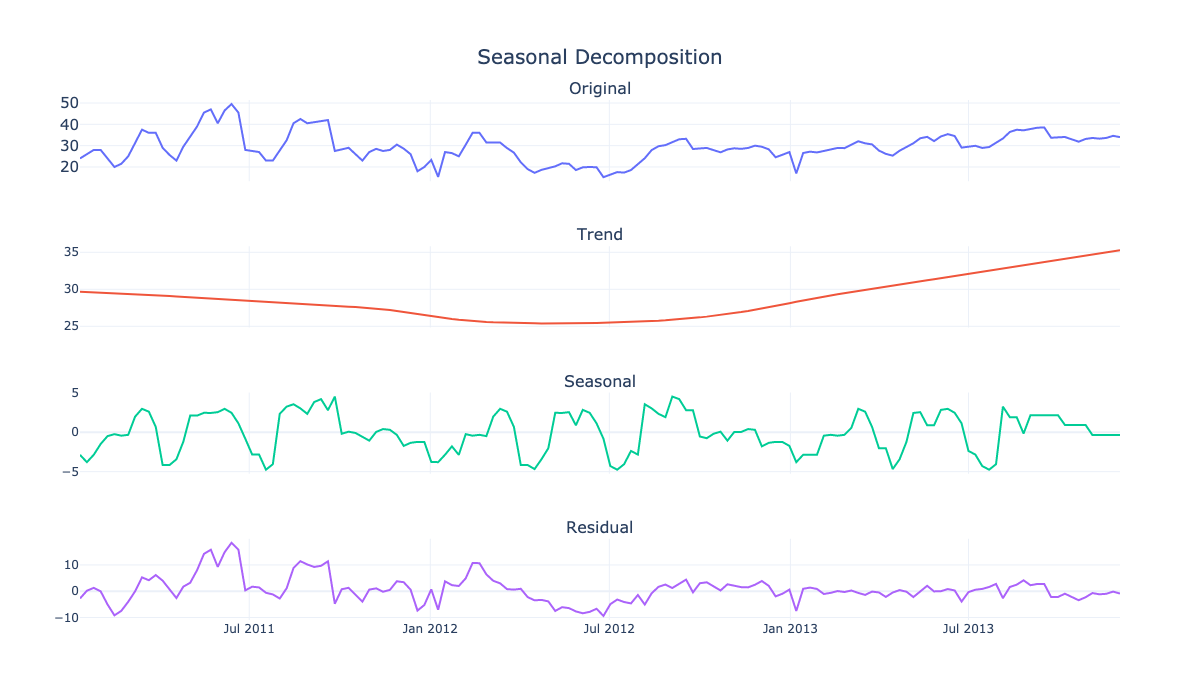 Seasonal Decomposition
Original
50
40
30
20
Trend
35
30
25
Seasonal
5
0
−5
Residual
10
0
−10
Jul 2011 Jan 2012 Jul 2012 Jan 2013 Jul 2013